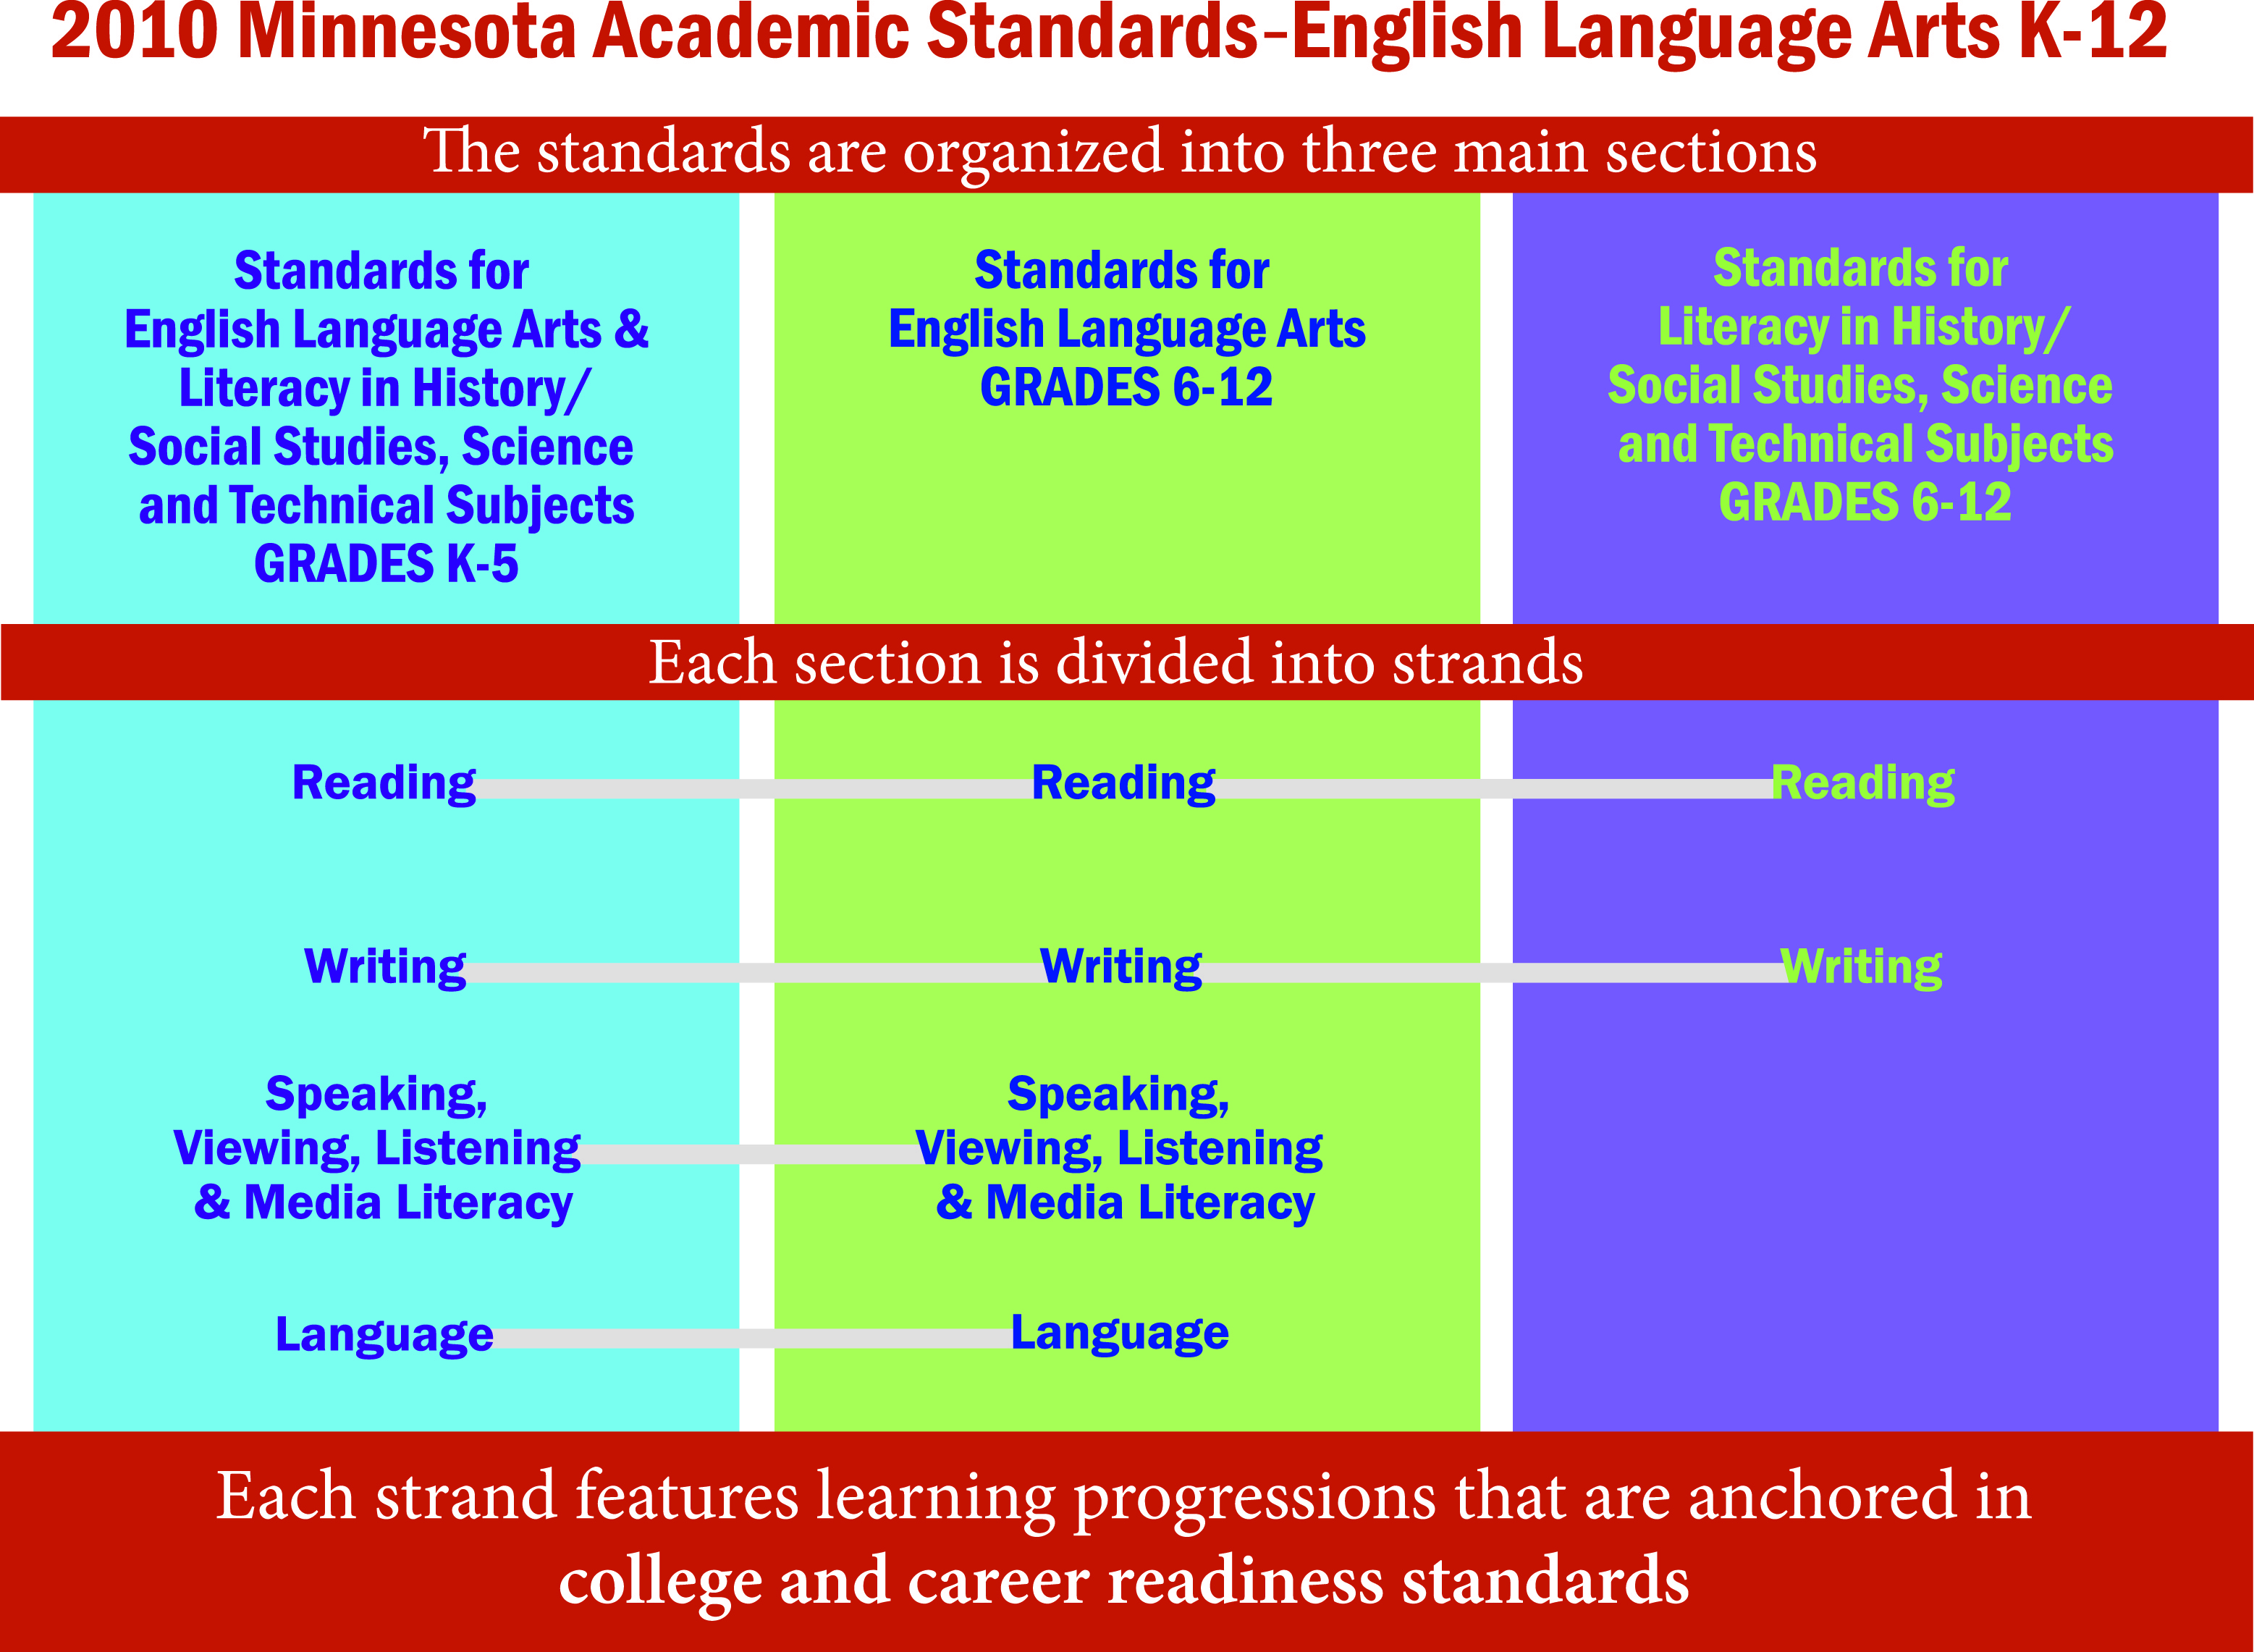 2010 Minnesota Academic Standards–English Language Arts K-12
The standards are organized into three main sections
Standards for
English Language Arts &
Literacy in History/
Social Studies, Science
and Technical Subjects
GRADES K-5
Standards for
English Language Arts
GRADES 6-12
Standards for
Literacy in History/
Social Studies, Science
and Technical Subjects
GRADES 6-12
Each section is divided into strands
Reading
Reading
Reading
Writing
Writing
Writing
Speaking,
Viewing, Listening
& Media Literacy
Speaking,
Viewing, Listening
& Media Literacy
Language
Language
Each strand features learning progressions that are anchored in
college and career readiness standards